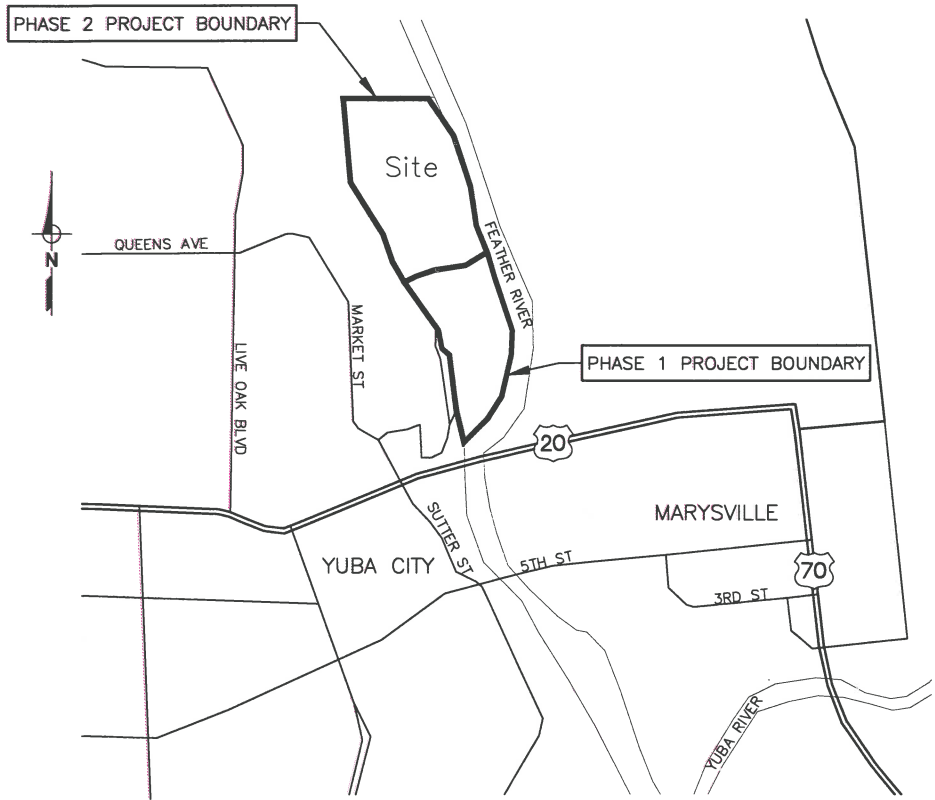 PHASE 2 PROJECT BOUNDARY
Site
QUEENS AVE
N
FEATHER RIVER
MARKET ST
LIVE OAK BLVD
PHASE 1 PROJECT BOUNDARY
20
MARYSVILLE
SUTTER ST
YUBA CITY
5TH ST
70
3RD ST
YUBA RIVER